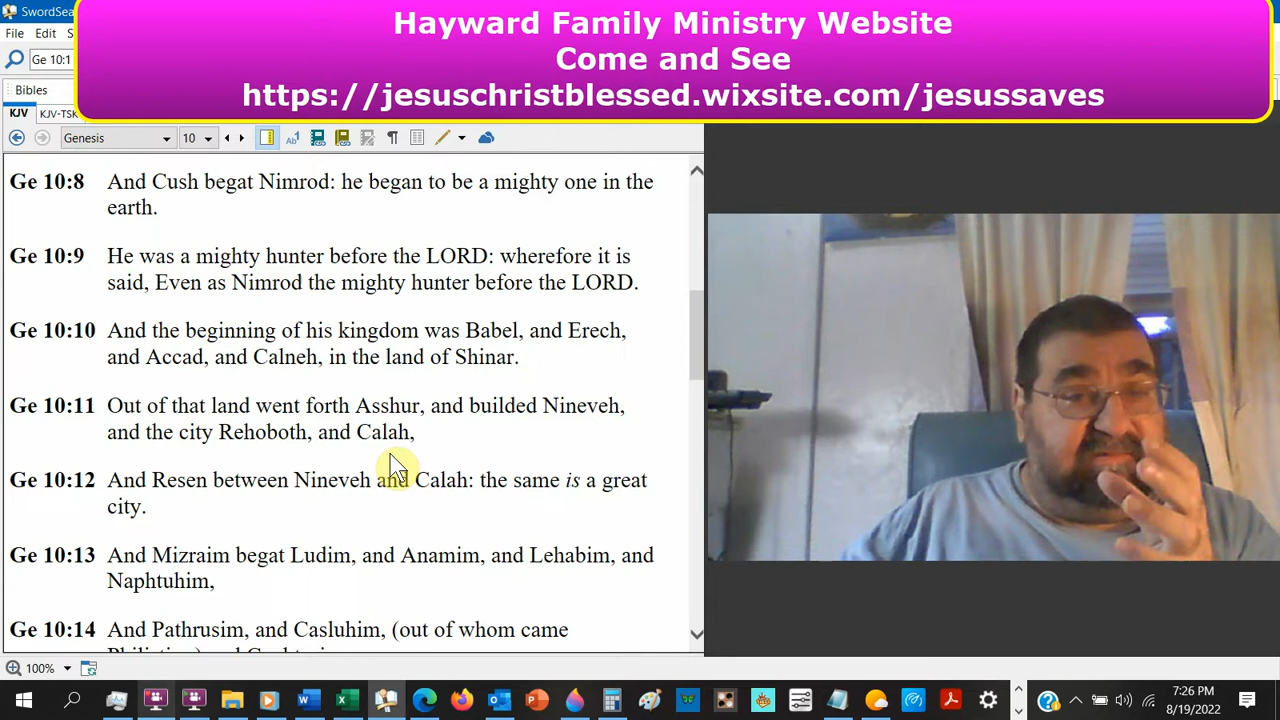 SwordSea
Hayward Family Ministry Website
Come and See
https://jesuschristblessed.wixsite.com/jesussaves
File Edit S
Ge 10:1
Bibles
KJV KJV-TSK
Genesis 10
Ge 10:8 And Cush begat Nimrod: he began to be a mighty one in the
earth.
Ge 10:9 He was a mighty hunter before the LORD: wherefore it is
said, Even as Nimrod the mighty hunter before the LORD.
Ge 10:10 And the beginning of his kingdom was Babel, and Erech,
and Accad, and Calneh, in the land of Shinar.
Ge 10:11 Out of that land went forth Asshur, and builded Nineveh,
and the city Rehoboth, and Calah,
Ge 10:12 And Resen between Nineveh and Calah: the same is a great
city.
Ge 10:13 And Mizraim begat Ludim, and Anamim, and Lehabim, and
Naphtuhim,
Ge 10:14 And Pathrusim, and Casluhim, (out of whom came
100%
7:26 PM
8/19/2022